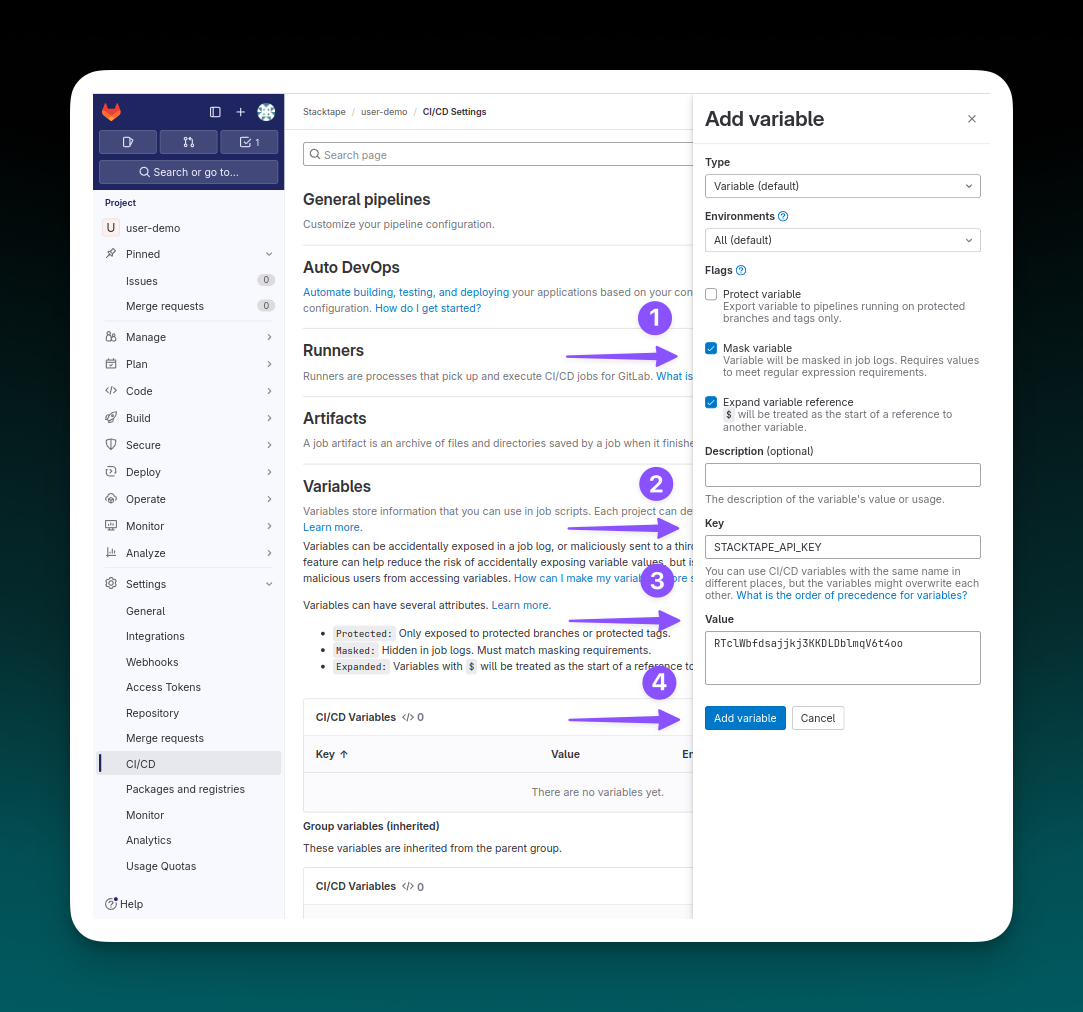 1
Search or go to...
Project
U user-demo
Pinned
Issues 0
Merge requests 0
Manage
Plan
Code
Build
Secure
Deploy
Operate
Monitor
Analyze
Settings
General
Integrations
Webhooks
Access Tokens
Repository
Merge requests
CI/CD
Packages and registries
Monitor
Analytics
Usage Quotas
Help
Stacktape / user-demo / CI/CD Settings
Search page
General pipelines
Customize your pipeline configuration.
Auto DevOps
Automate building, testing, and deploying your applications based on your con
configuration. How do I get started?
1
Runners
Runners are processes that pick up and execute CI/CD jobs for GitLab. What is
Artifacts
A job artifact is an archive of files and directories saved by a job when it finishe
Variables
2
Variables store information that you can use in job scripts. Each project can de
Learn more.
Variables can be accidentally exposed in a job log, or maliciously sent to a thir
feature can help reduce the risk of accidentally exposing variable values, but i
malicious users from accessing variables. How can I make my variab ore s
3
Variables can have several attributes. Learn more.
Protected: Only exposed to protected branches or protected tags.
Masked: Hidden in job logs. Must match masking requirements.
Expanded: Variables with $ will be treated as the start of a reference to
4
CI/CD Variables </> 0
Key ↑ Value En
There are no variables yet.
Group variables (inherited)
These variables are inherited from the parent group.
CI/CD Variables </> 0
Add variable
Type
Variable (default)
Environments
All (default)
Flags
Protect variable
Export variable to pipelines running on protected
branches and tags only.
Mask variable
Variable will be masked in job logs. Requires values
to meet regular expression requirements.
Expand variable reference
$ will be treated as the start of a reference to
another variable.
Description (optional)
The description of the variable's value or usage.
Key
STACKTAPE_API_KEY
You can use CI/CD variables with the same name in
different places, but the variables might overwrite each
other. What is the order of precedence for variables?
Value
RTclWbfdsajjkj3KKDLDblmqV6t4oo
Add variable Cancel